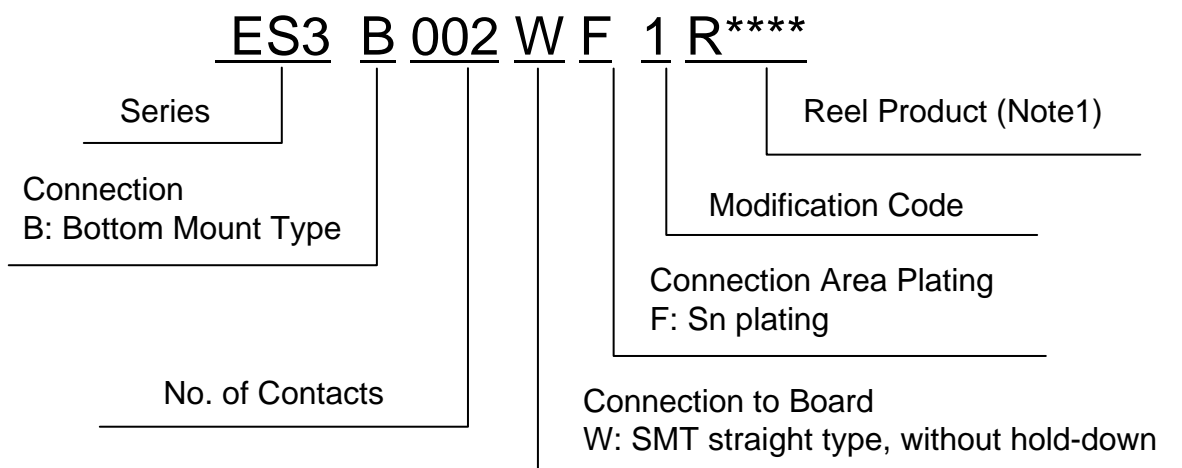 ES3 B 002 W F 1 R****
Series
Reel Product (Note1)
Connection
B: Bottom Mount Type
Modification Code
Connection Area Plating
F: Sn plating
No. of Contacts
Connection to Board
W: SMT straight type, without hold-down